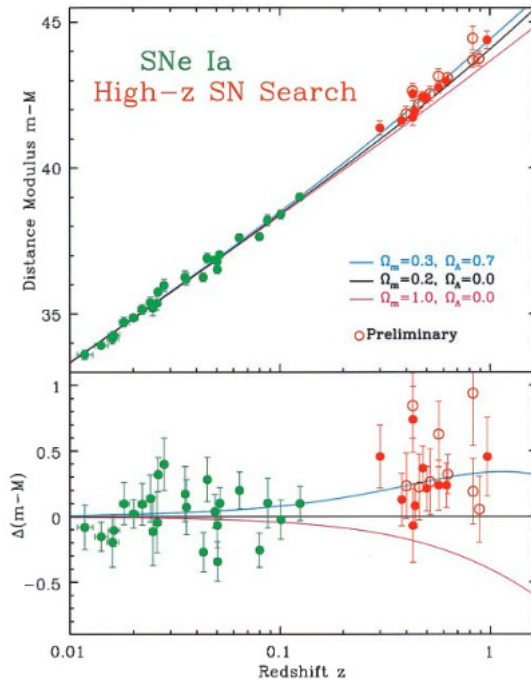 45
SNe Ia
High-z SN Search
40
Distance Modulus m-M
Ωm=0.3, ΩΛ=0.7
Ωm=0.2, ΩΛ=0.0
Ωm=1.0, ΩΛ=0.0
35
Preliminary
1
0.5
Δ(m-M)
0
-0.5
0.01 0.1 1
Redshift z